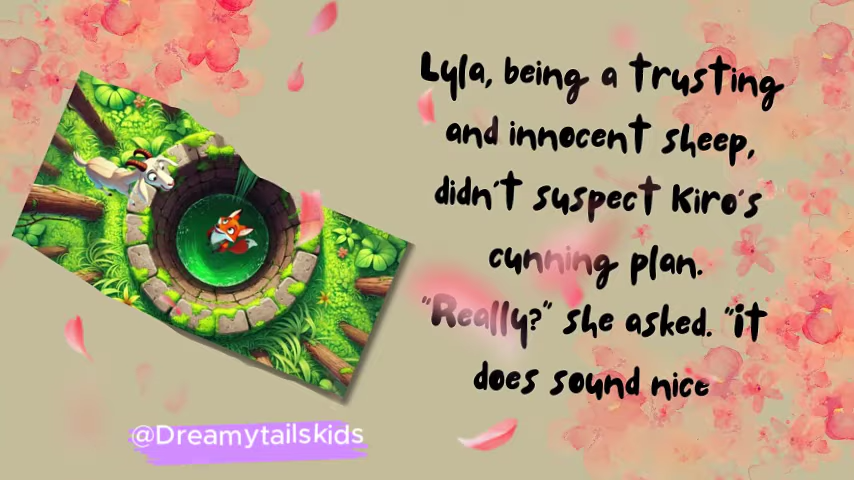 Lyla, being a trusting
and innocent sheep,
didn't suspect Kiro's
cunning plan.
"Really?" she asked. "it
does sound nice
@Dreamytailskids